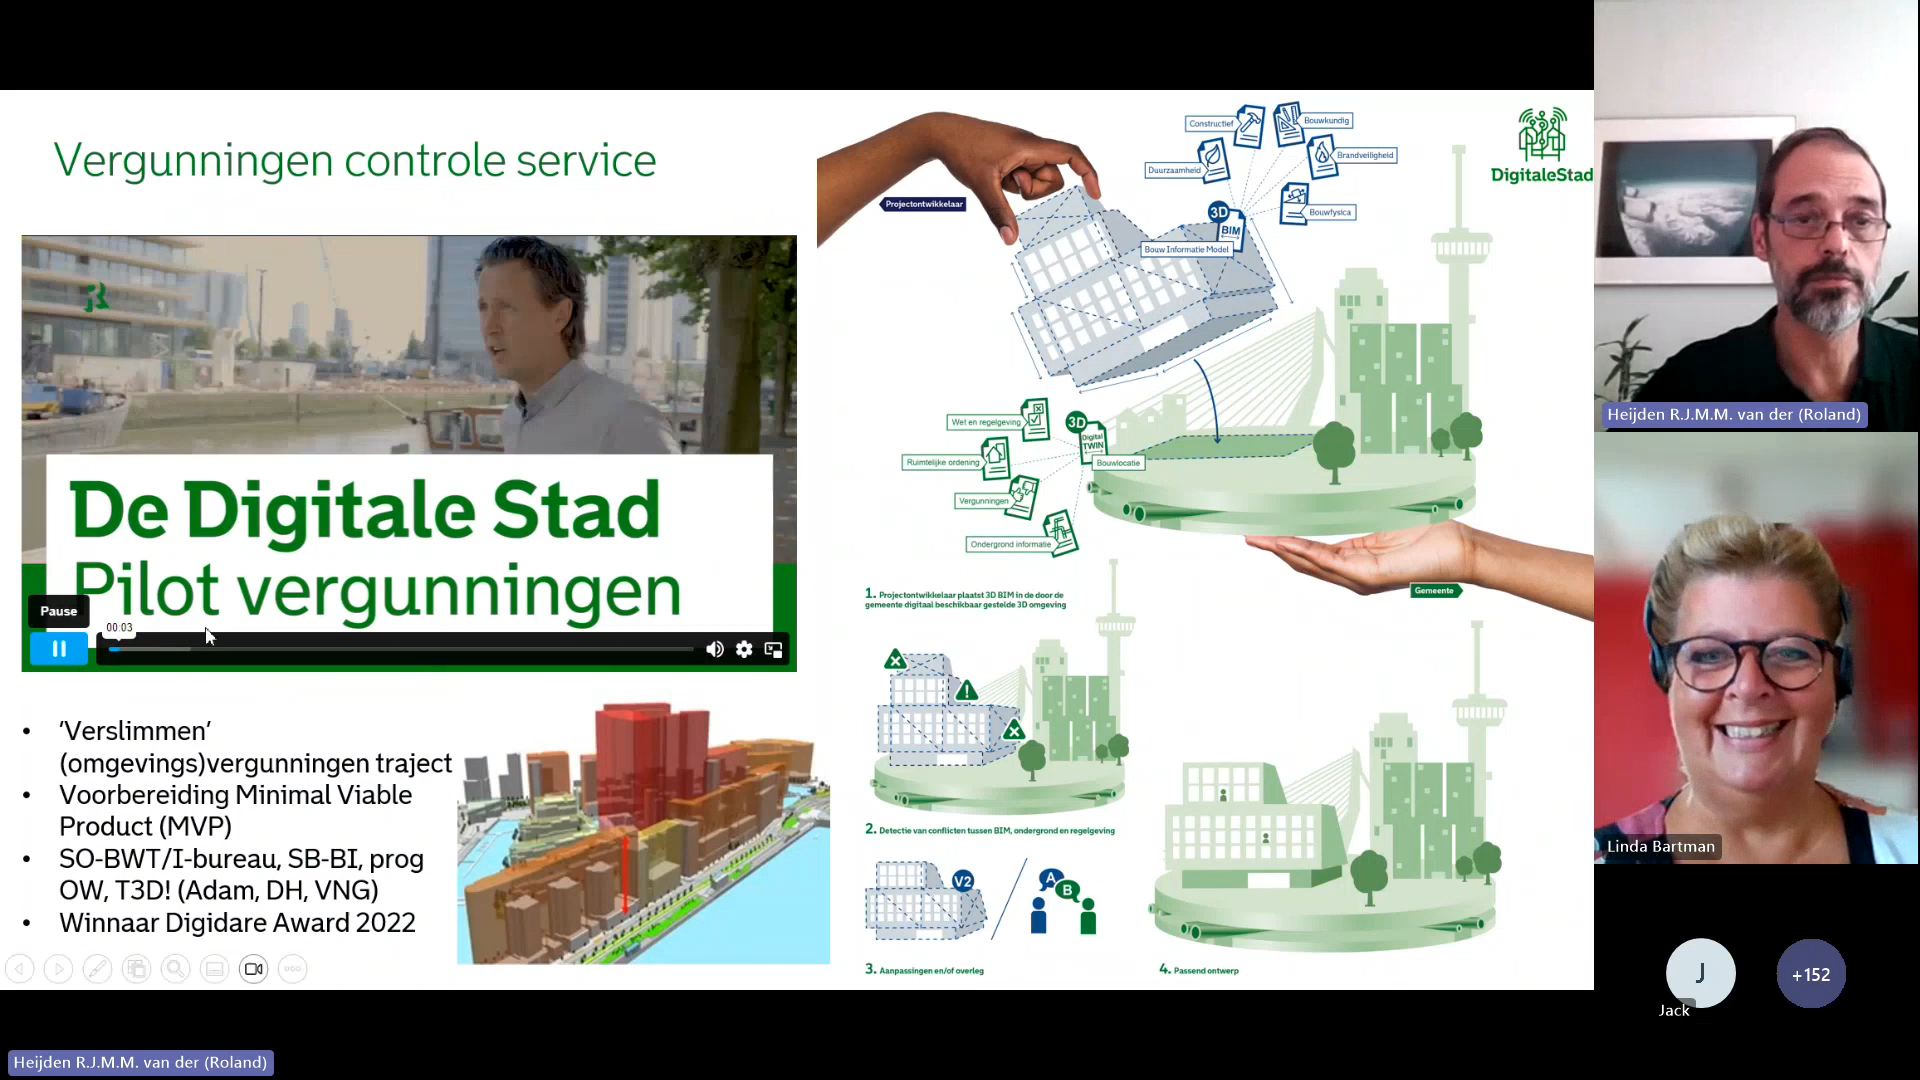 Vergunningen controle service
De Digitale Stad
Pilot vergunningen
Pause
00:03
• ‘Verslimmen’
(omgevings)vergunningen traject
• Voorbereiding Minimal Viable
Product (MVP)
• SO-BWT/I-bureau, SB-BI, prog
OW, T3D! (Adam, DH, VNG)
• Winnaar Digidare Award 2022
Projectontwikkelaar
Constructief
Bouwkundig
Duurzaamheid
Brandveiligheid
Bouwfysica
3D
BIM
Bouw Informatie Model
DigitaleStad
Wet en regelgeving
3D
Digital
TWIN
Ruimtelijke ordening
Bouwlocatie
Vergunningen
Ondergrond informatie
Gemeente
1. Projectontwikkelaar plaatst 3D BIM in de door de
gemeente digitaal beschikbaar gestelde 3D omgeving
2. Detectie van conflicten tussen BIM, ondergrond en regelgeving
V2
A
B
3. Aanpassingen en/of overleg
4. Passend ontwerp
Heijden R.J.M.M. van der (Roland)
Linda Bartman
J
Jack
+152
Heijden R.J.M.M. van der (Roland)